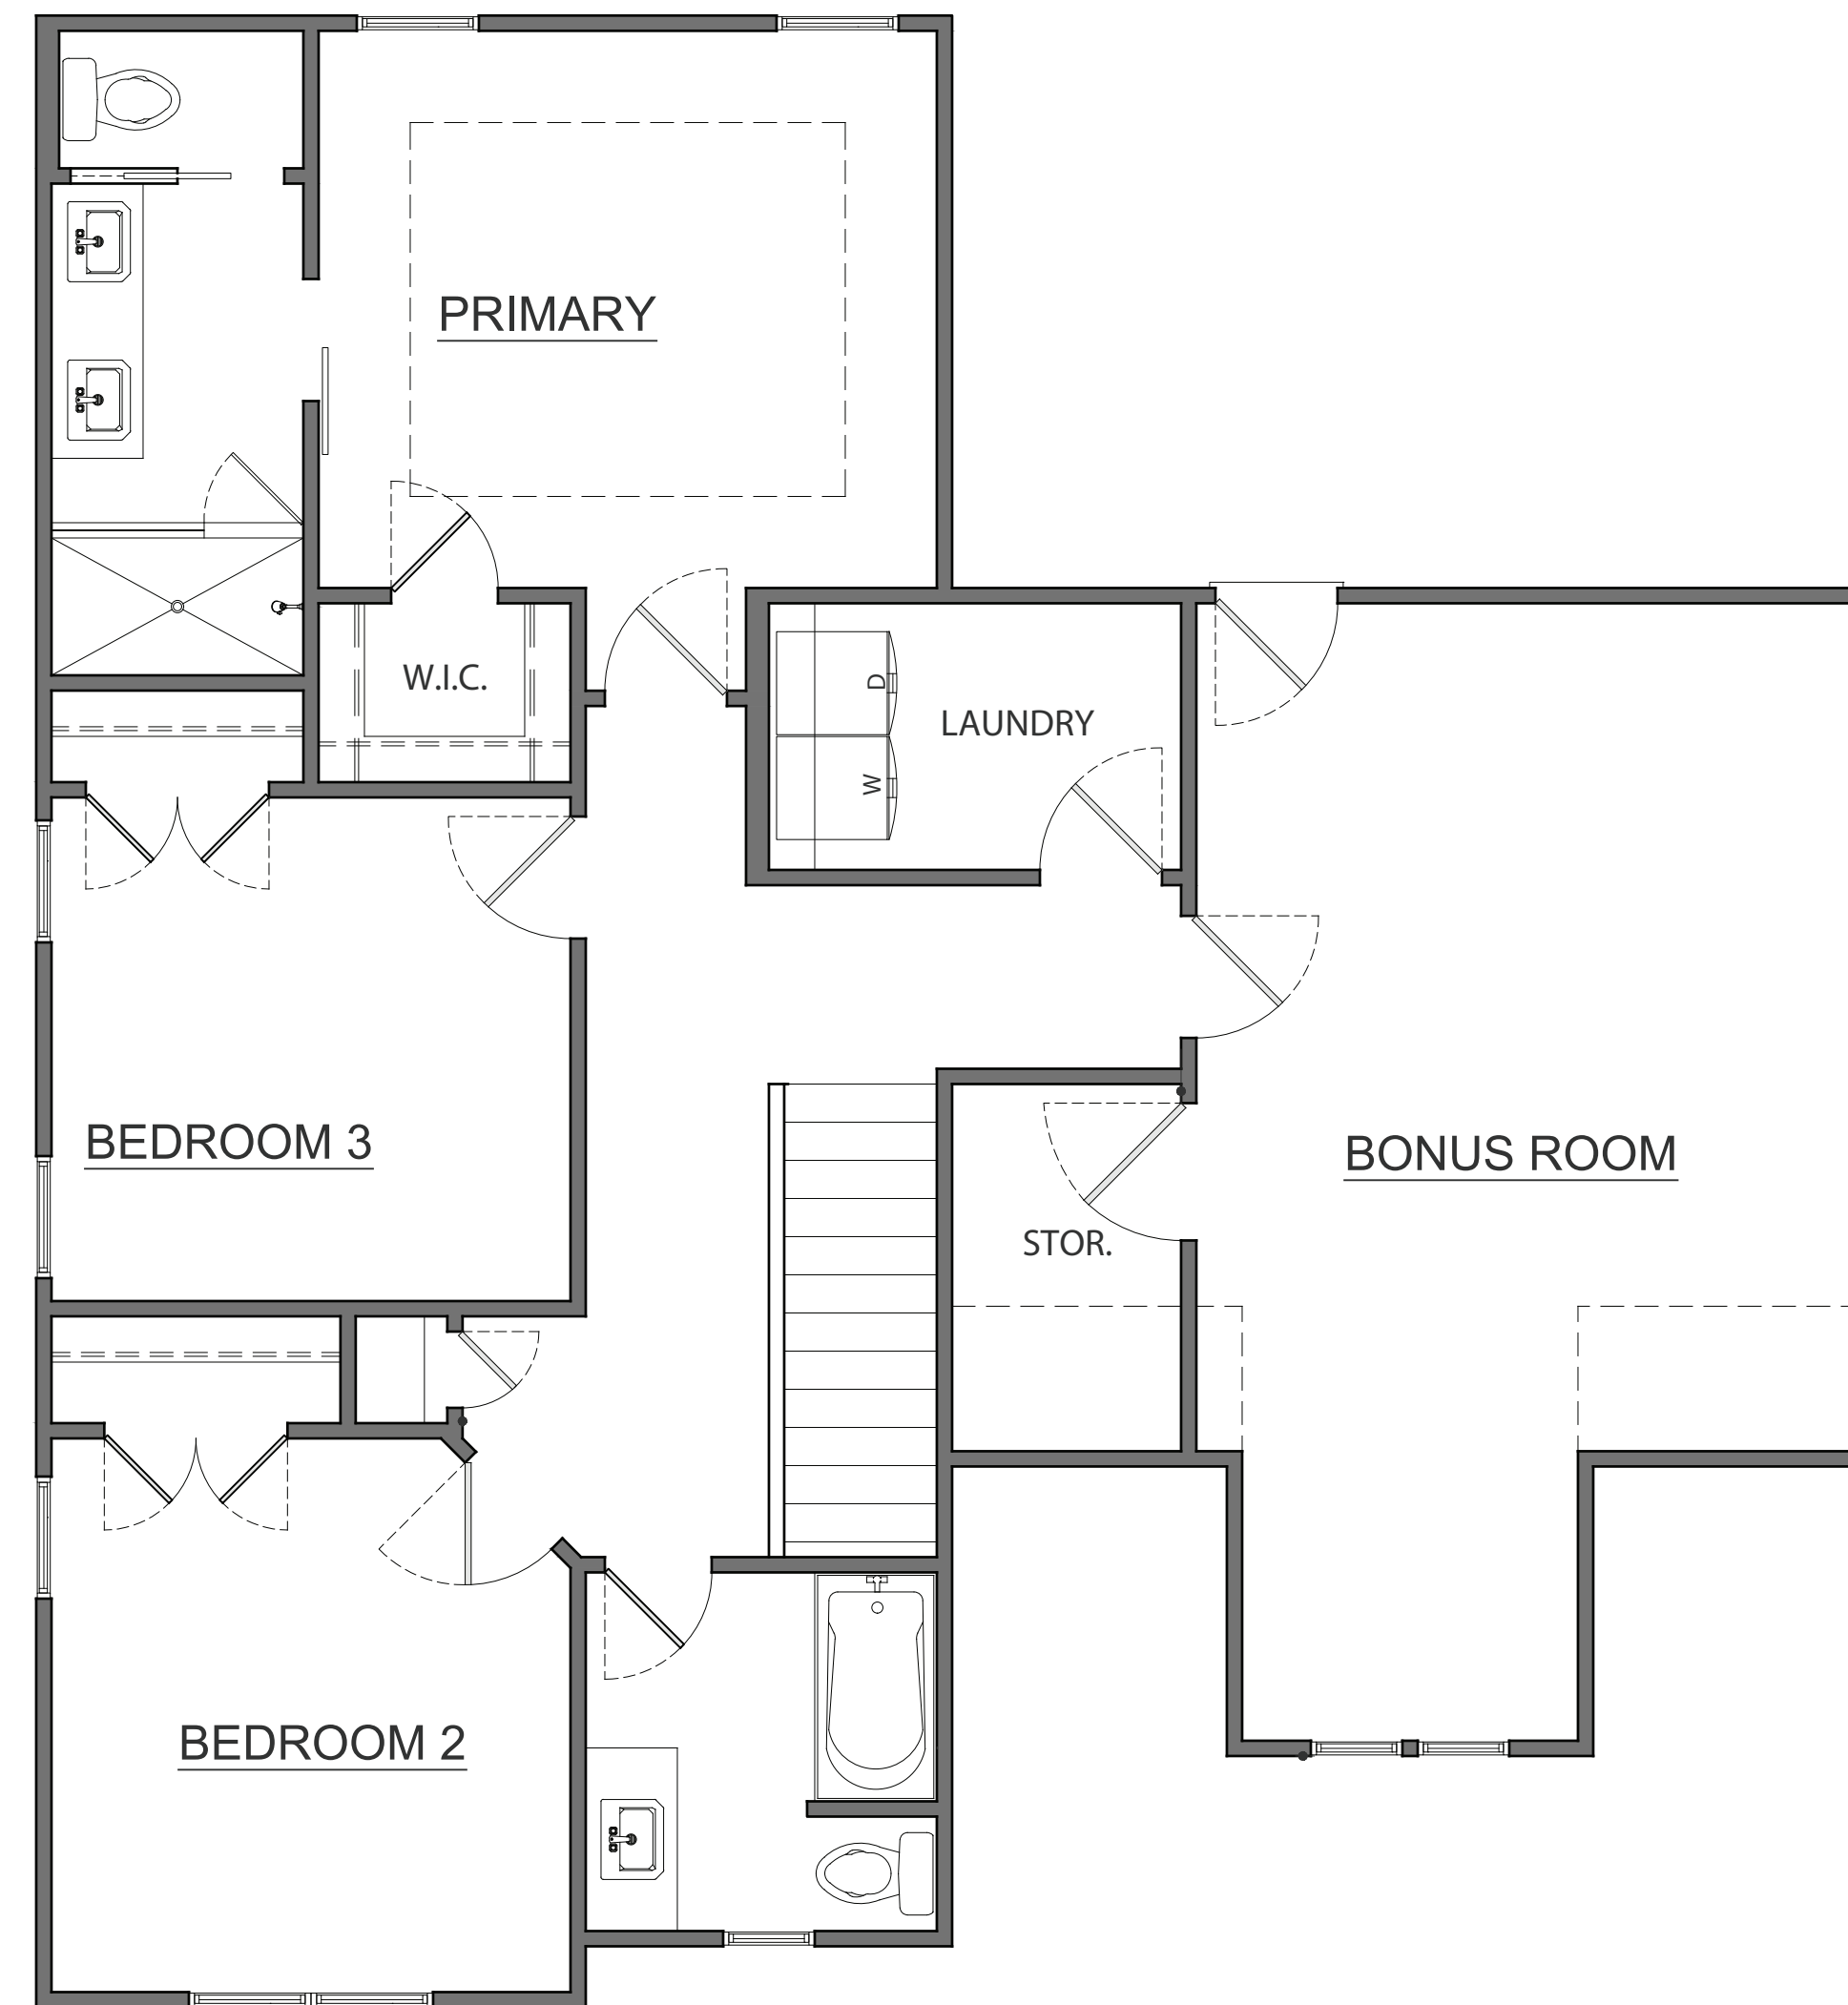 PRIMARY
W.I.C.
D
LAUNDRY
W
BEDROOM 3
BONUS ROOM
STOR.
BEDROOM 2